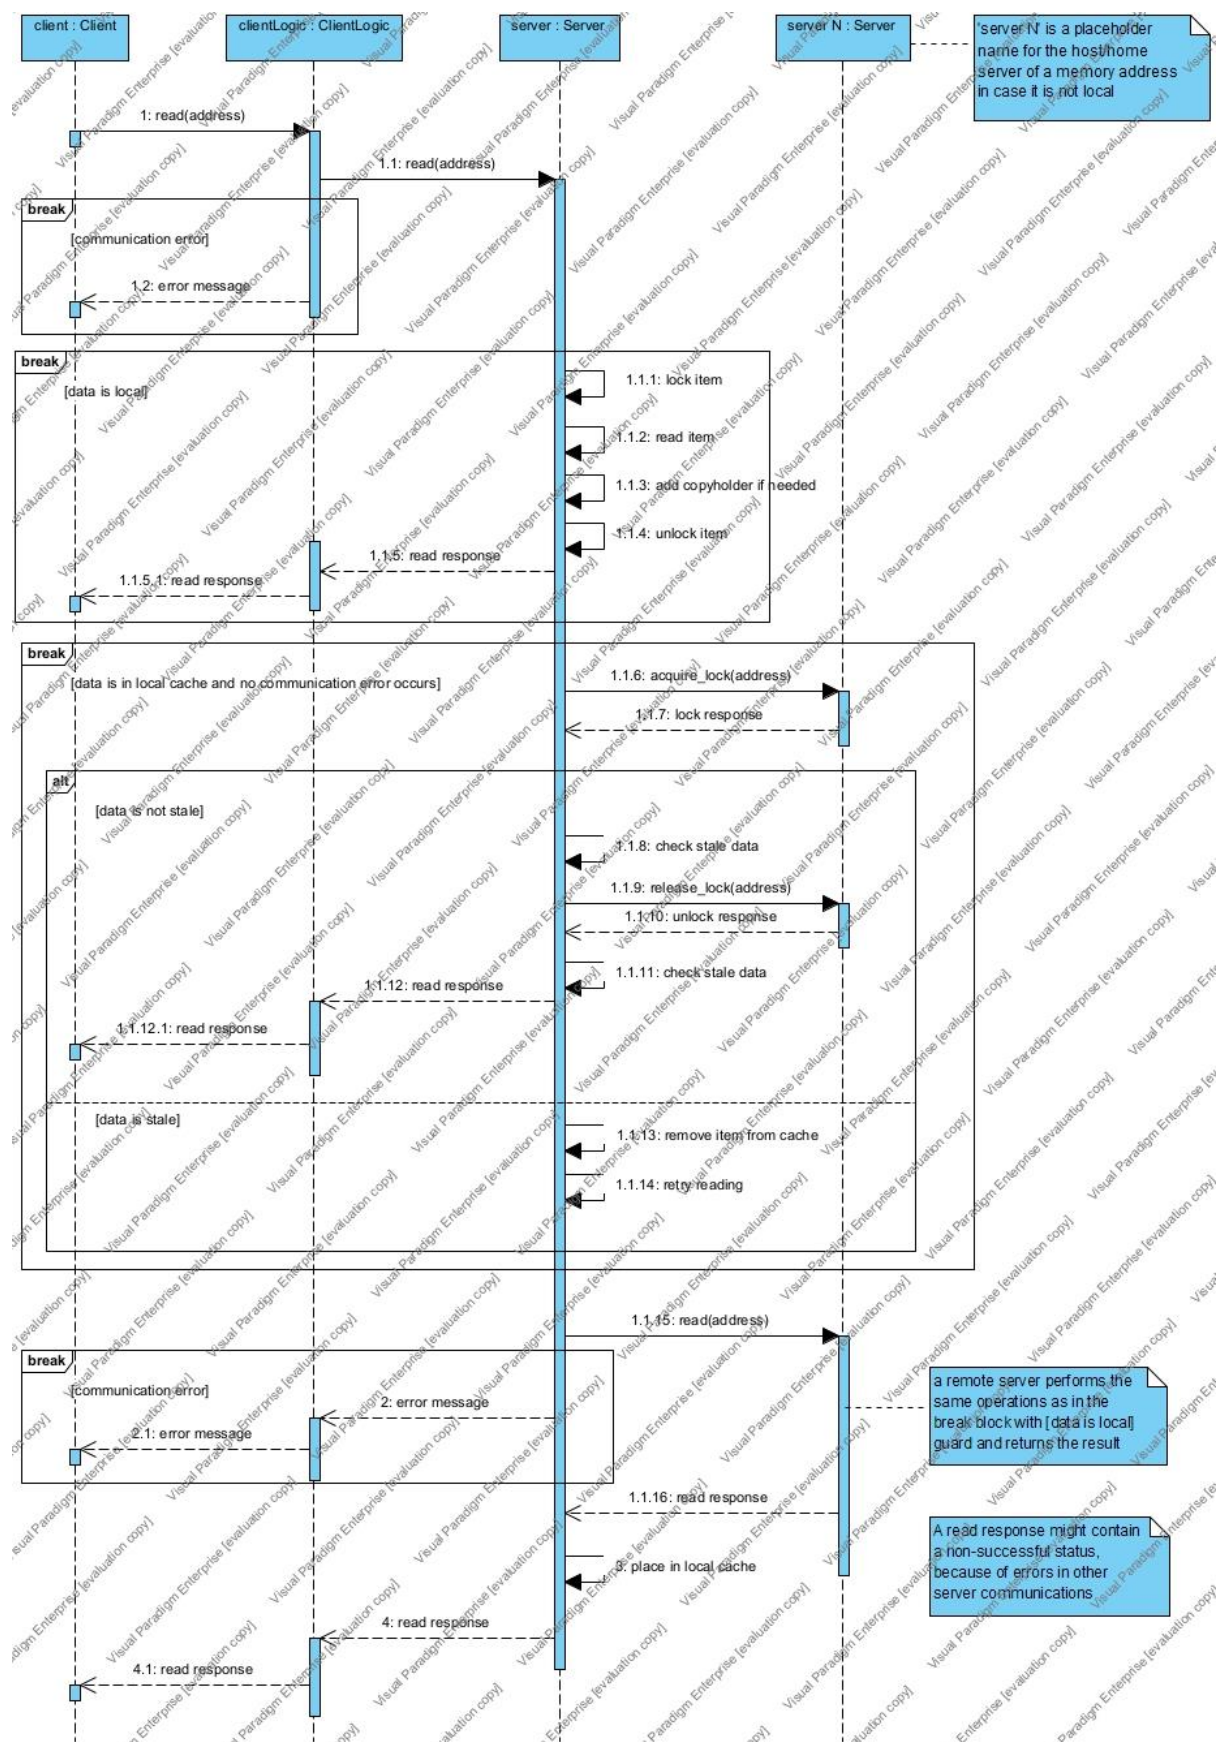 client : Client
clientLogic : ClientLogic
server : Server
server N : Server
'server N' is a placeholder
name for the host/home
server of a memory address
in case it is not local
1: read(address)
1.1: read(address)
break
[communication error]
1.2: error message
break
[data is local]
1.1.1: lock item
1.1.2: read item
1.1.3: add copyholder if needed
1.1.4: unlock item
1.1.5: read response
1.1.5.1: read response
break
[data is in local cache and no communication error occurs]
1.1.6: acquire_lock(address)
1.1.7: lock response
alt
[data is not stale]
1.1.8: check stale data
1.1.9: release_lock(address)
1.1.10: unlock response
1.1.11: check stale data
1.1.12: read response
1.1.12.1: read response
[data is stale]
1.1.13: remove item from cache
1.1.14: retry reading
1.1.15: read(address)
break
[communication error]
2: error message
2.1: error message
a remote server performs the
same operations as in the
break block with [data is local]
guard and returns the result
1.1.16: read response
A read response might contain
a non-successful status,
because of errors in other
server communications
3: place in local cache
4: read response
4.1: read response
Visual Paradigm Enterprise [evaluation copy]